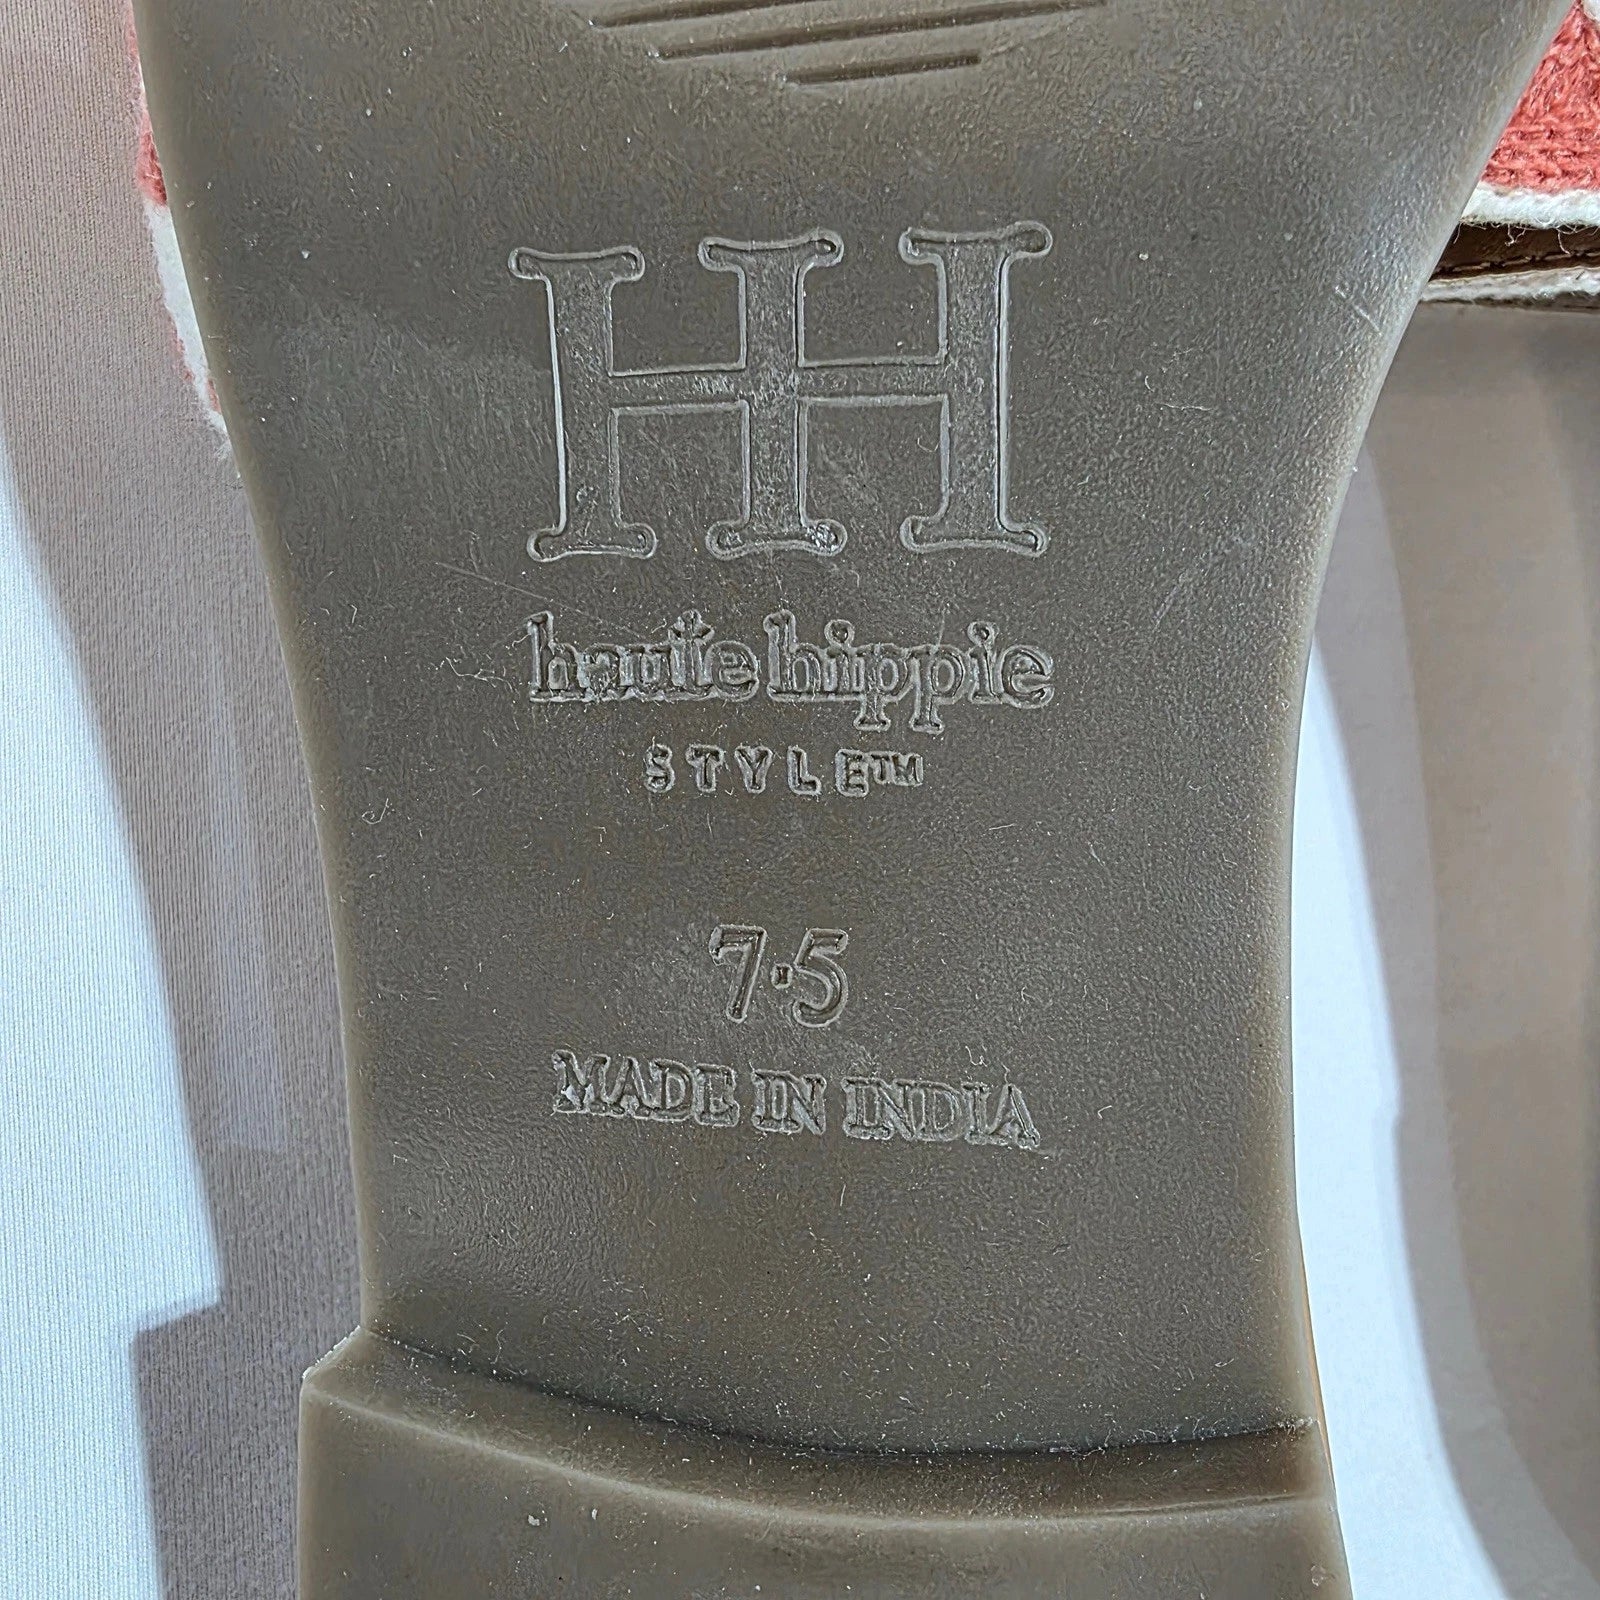 HH
haute hippie
STYLE™
7.5
MADE IN INDIA